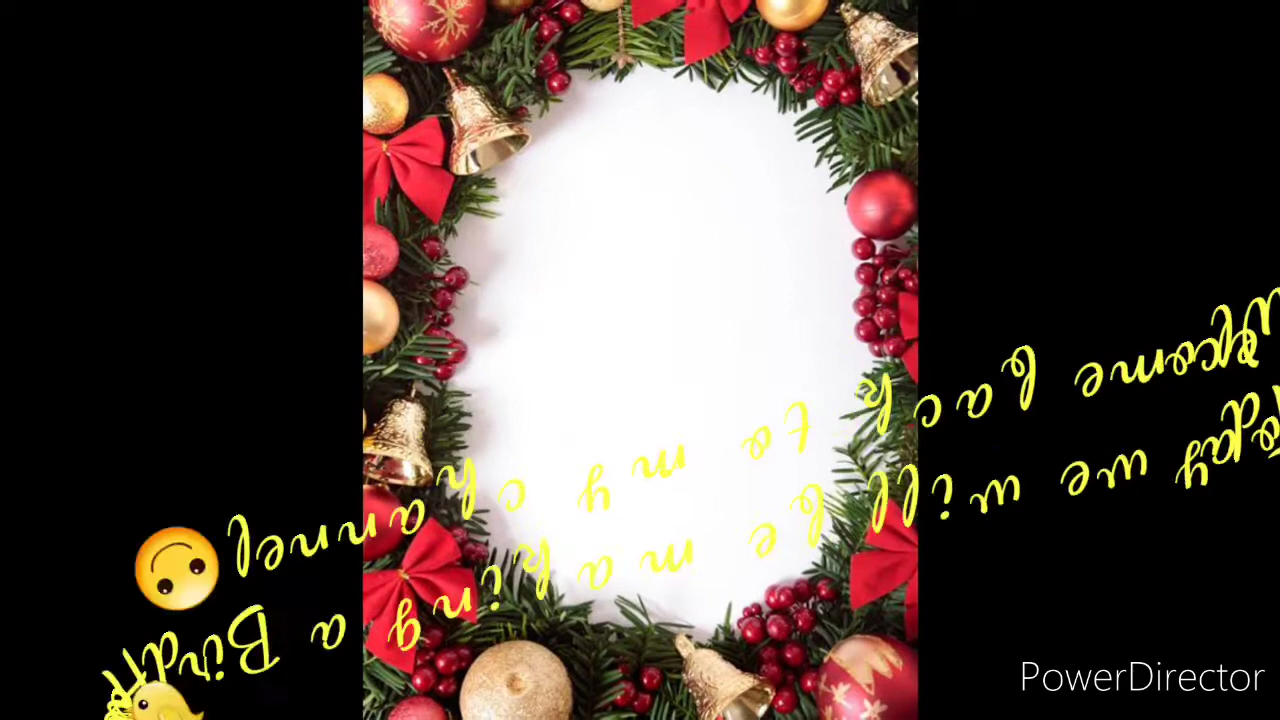 Welcome back to my channel 🙂
Today we will be making a Bird
PowerDirector